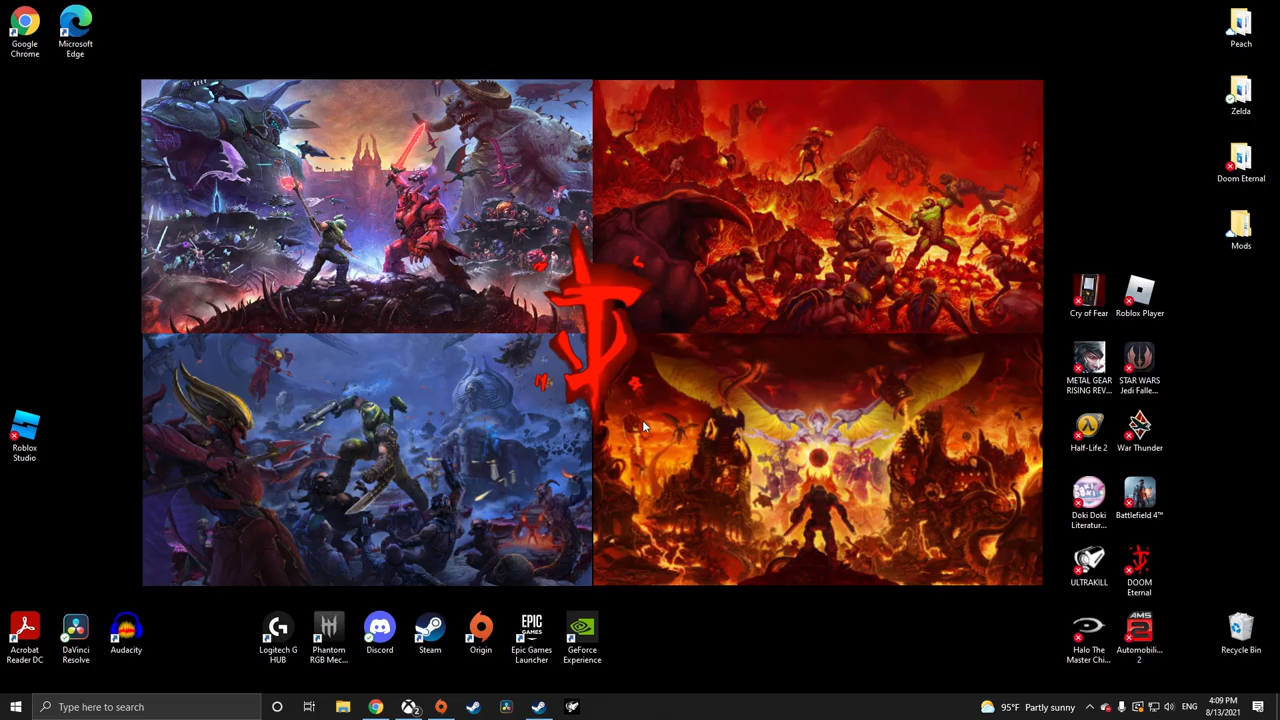 Google
Chrome
Microsoft
Edge
Peach
Zelda
Doom Eternal
Mods
Cry of Fear
Roblox Player
METAL GEAR
RISING REV...
STAR WARS
Jedi Falle...
Half-Life 2
War Thunder
Roblox
Studio
DOKI DOKI
Doki Doki
Literatur...
Battlefield 4™
ULTRAKILL
DOOM
Eternal
Acrobat
Reader DC
DaVinci
Resolve
Audacity
Logitech G
HUB
Phantom
RGB Mec...
Discord
Steam
Origin
EPIC
GAMES
Epic Games
Launcher
GeForce
Experience
Halo The
Master Chi...
AMS
2
Automobili...
2
Recycle Bin
Type here to search
2
95°F Partly sunny
ENG
4:09 PM
8/13/2021